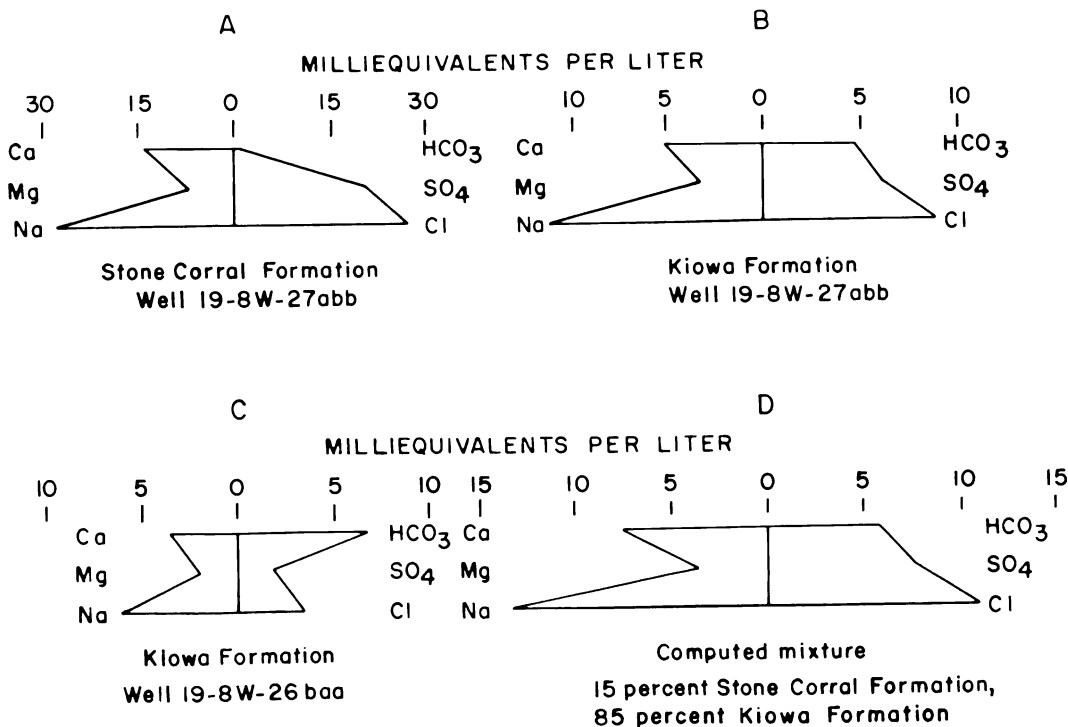 A
B
MILLIEQUIVALENTS PER LITER
30 15 0 15 30
10 5 0 5 10
Ca HCO3
Mg SO4
Na Cl
Ca HCO3
Mg SO4
Na Cl
Stone Corral Formation
Well 19-8W-27abb
Kiowa Formation
Well 19-8W-27abb
C
D
MILLIEQUIVALENTS PER LITER
10 5 0 5 10
15 10 5 0 5 10 15
Ca HCO3
Mg SO4
Na Cl
Ca HCO3
Mg SO4
Na Cl
Kiowa Formation
Well 19-8W-26 baa
Computed mixture
15 percent Stone Corral Formation,
85 percent Kiowa Formation